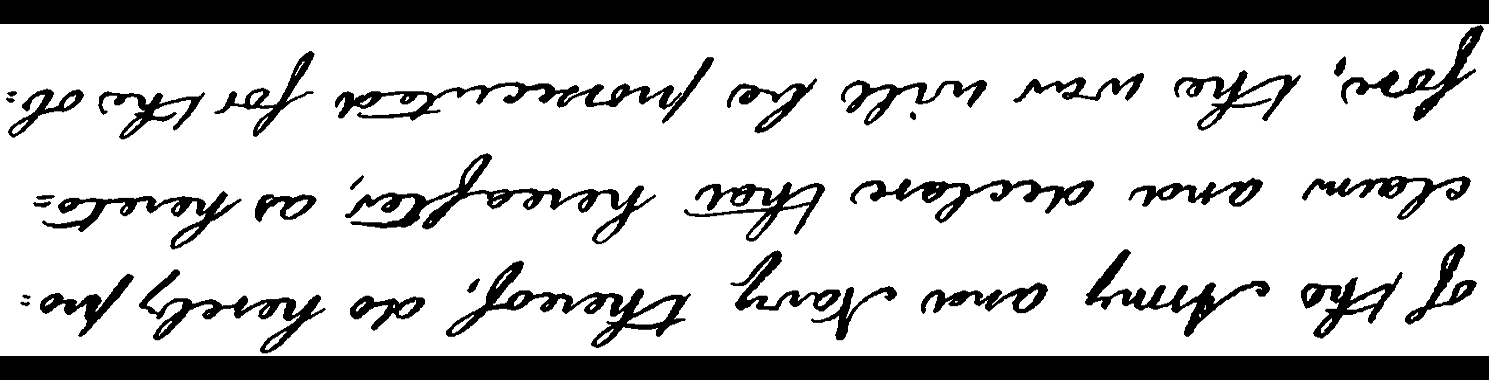 of the Army and Navy thereof, do hereby pro=
claim and declare that hereafter, as hereto=
fore, the war will be prosecuted for the ob=